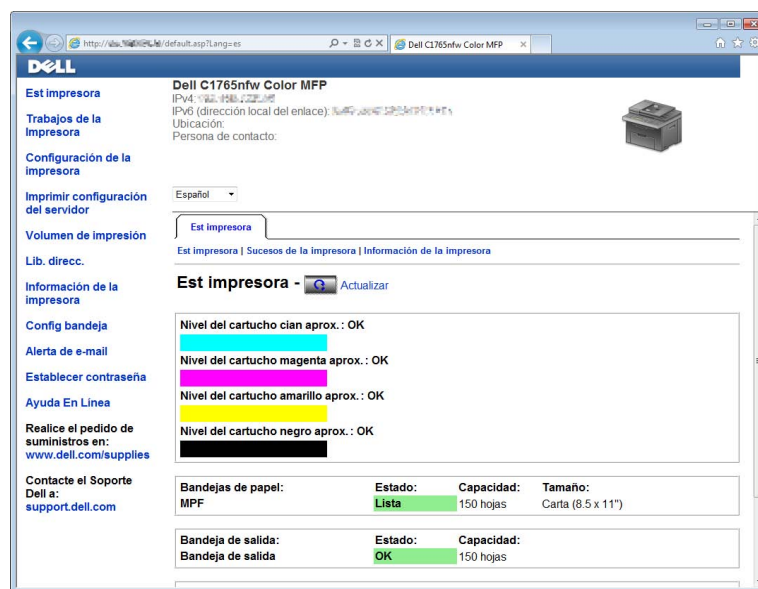 http:// /default.asp?Lang=es
Dell C1765nfw Color MFP
DELL
Dell C1765nfw Color MFP
IPv4:
IPv6 (dirección local del enlace):
Ubicación:
Persona de contacto:
Español
Est impresora
Trabajos de la
Impresora
Configuración de la
impresora
Imprimir configuración
del servidor
Volumen de impresión
Lib. direcc.
Información de la
impresora
Config bandeja
Alerta de e-mail
Establecer contraseña
Ayuda En Línea
Realice el pedido de
suministros en:
www.dell.com/supplies
Contacte el Soporte
Dell a:
support.dell.com
Est impresora
Est impresora | Sucesos de la impresora | Información de la impresora
Est impresora - Actualizar
Nivel del cartucho cian aprox. : OK
Nivel del cartucho magenta aprox. : OK
Nivel del cartucho amarillo aprox. : OK
Nivel del cartucho negro aprox. : OK
Bandejas de papel: Estado: Capacidad: Tamaño:
MPF Lista 150 hojas Carta (8.5 x 11")
Bandeja de salida: Estado: Capacidad:
Bandeja de salida OK 150 hojas